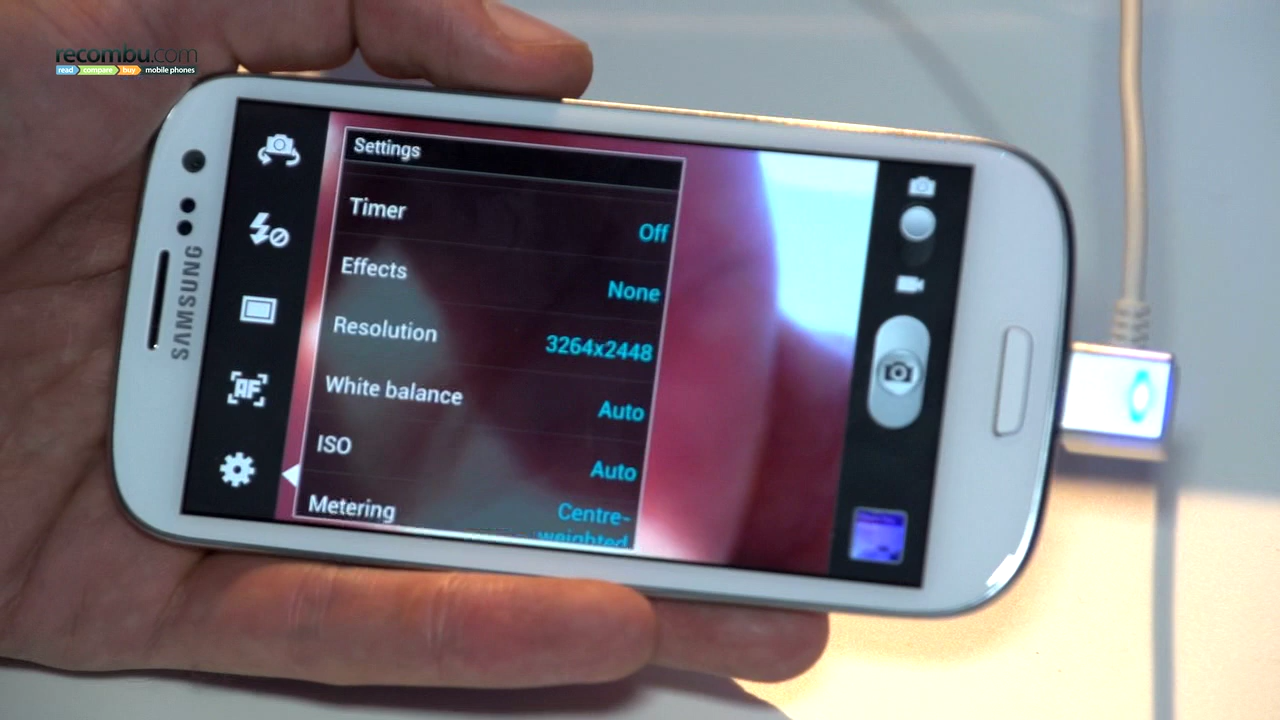 recombu.com
read compare buy mobile phones
SAMSUNG
Settings
Timer
Off
Effects
None
Resolution
3264x2448
White balance
Auto
ISO
Auto
Metering
Centre-
weighted
AF